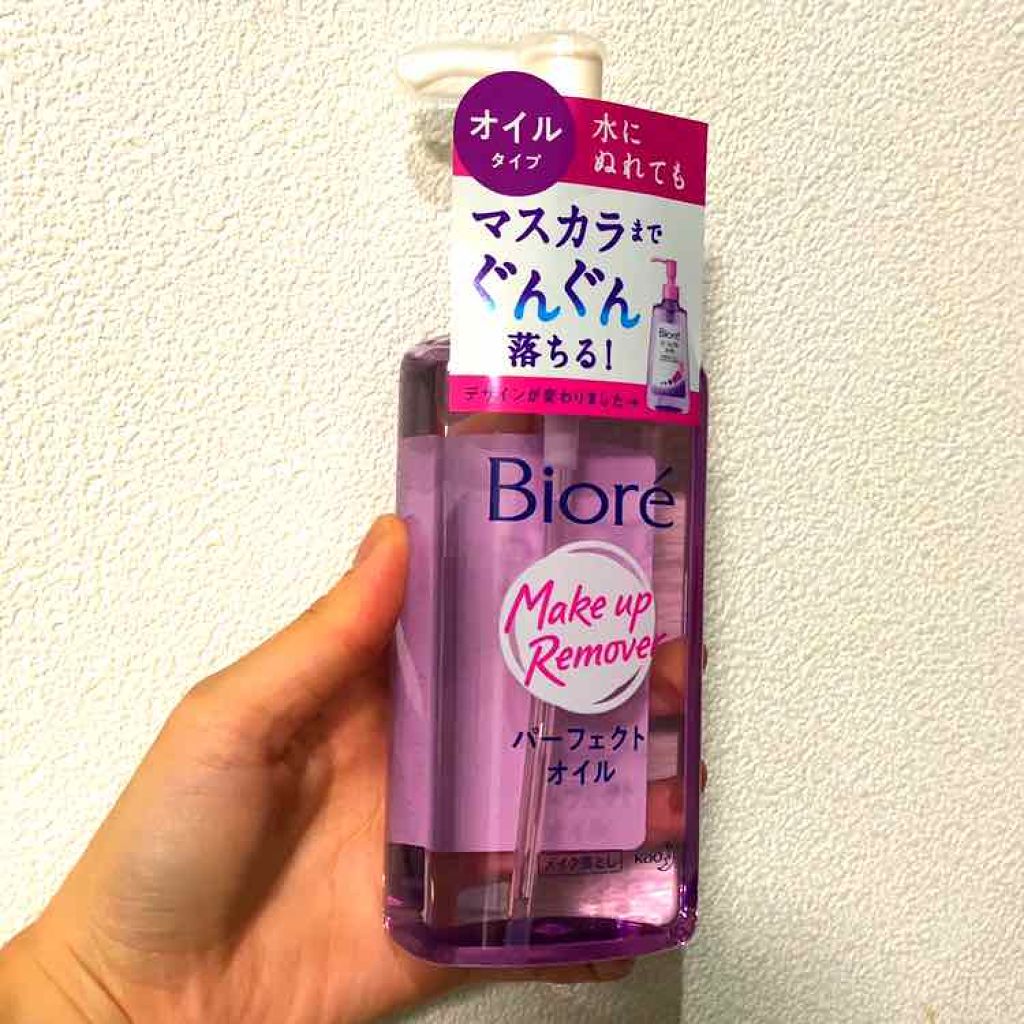 オイル
タイプ
水に
ぬれても
マスカラまで
ぐんぐん
落ちる!
デザインが変わりました→
Bioré
Bioré
Make up
Remover
パーフェクト
オイル
メイク落とし
Kao